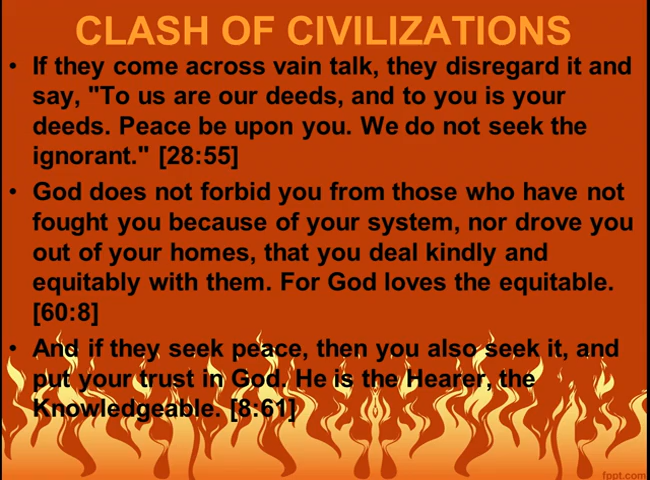 CLASH OF CIVILIZATIONS
• If they come across vain talk, they disregard it and
say, "To us are our deeds, and to you is your
deeds. Peace be upon you. We do not seek the
ignorant." [28:55]
• God does not forbid you from those who have not
fought you because of your system, nor drove you
out of your homes, that you deal kindly and
equitably with them. For God loves the equitable.
[60:8]
• And if they seek peace, then you also seek it, and
put your trust in God. He is the Hearer, the
Knowledgeable. [8:61]
fppt.com